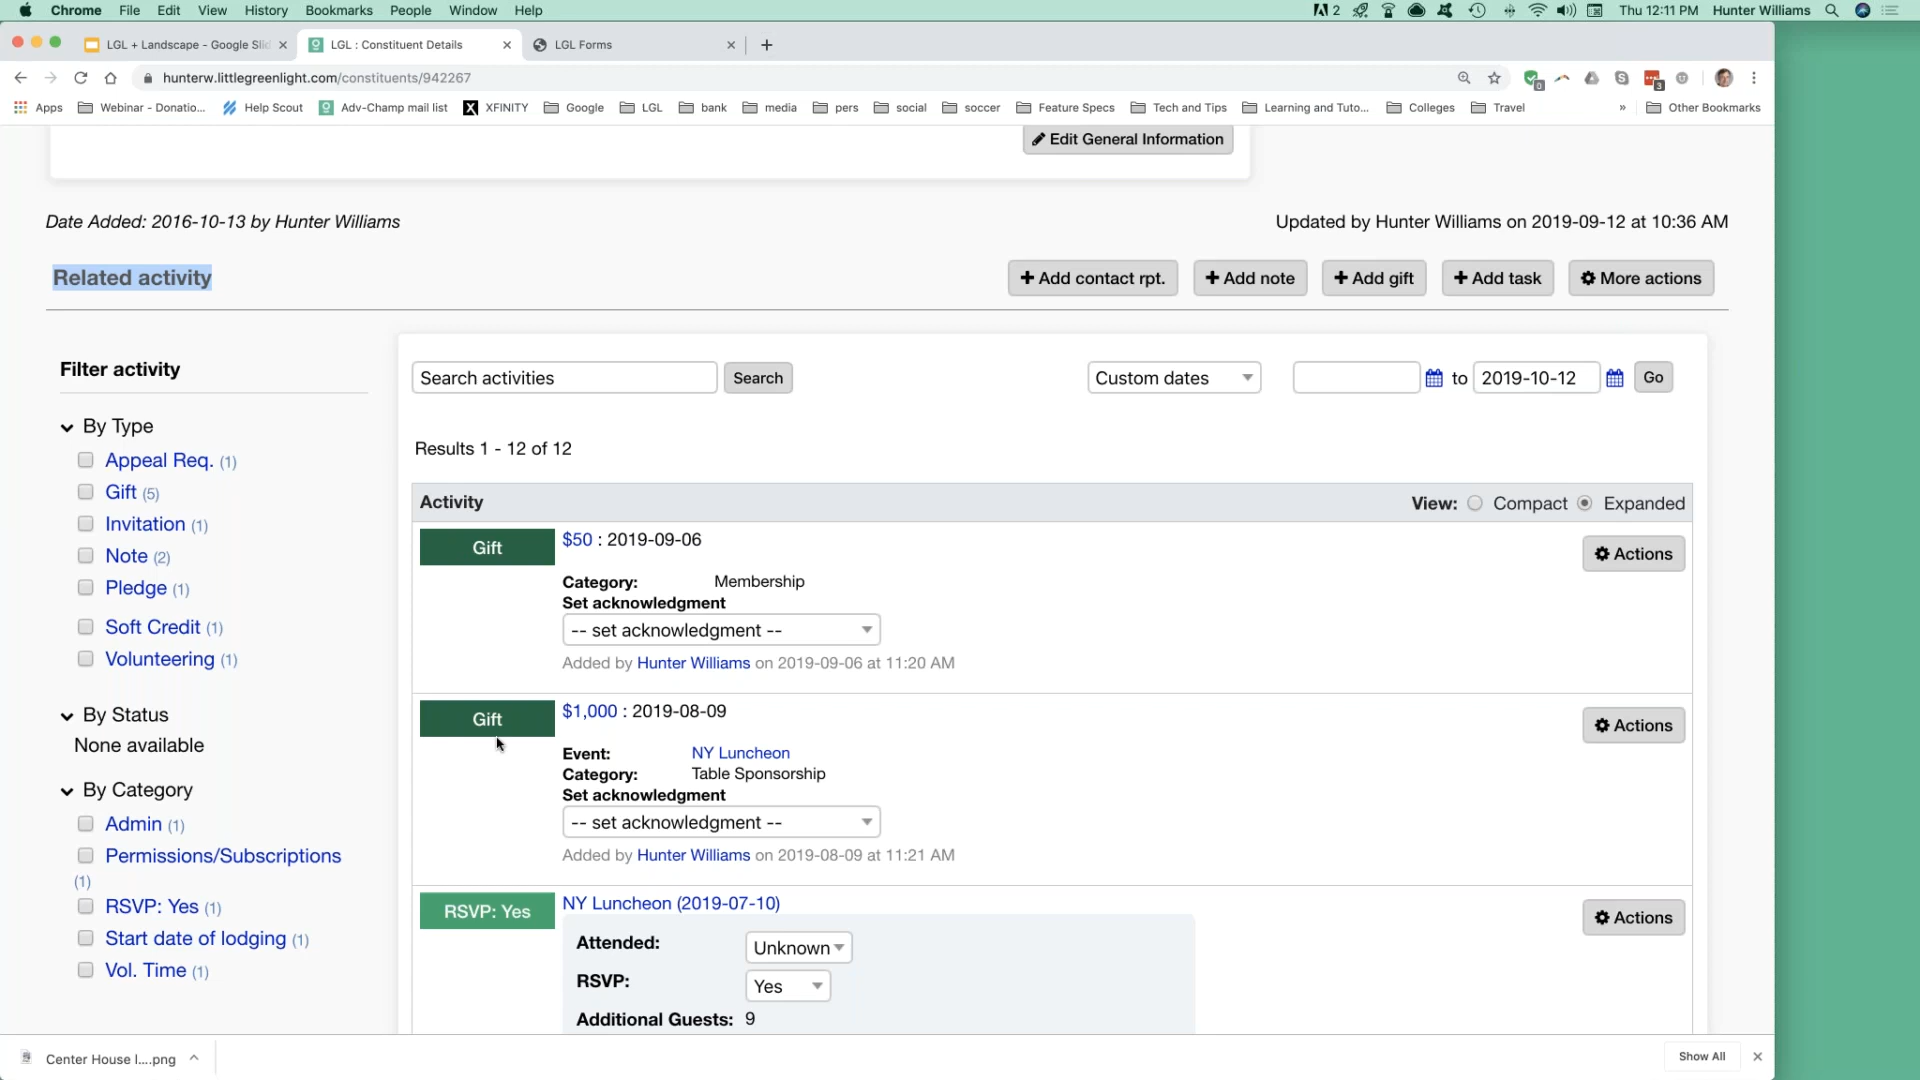 Chrome File Edit View History Bookmarks People Window Help
2 Thu 12:11 PM Hunter Williams
LGL + Landscape - Google Slid
LGL : Constituent Details
LGL Forms
hunterw.littlegreenlight.com/constituents/942267
Apps Webinar - Donatio... Help Scout Adv-Champ mail list XFINITY Google LGL bank media pers social soccer Feature Specs Tech and Tips Learning and Tuto... Colleges Travel » Other Bookmarks
Edit General Information
Date Added: 2016-10-13 by Hunter Williams
Updated by Hunter Williams on 2019-09-12 at 10:36 AM
Related activity
+ Add contact rpt. + Add note + Add gift + Add task More actions
Filter activity
By Type
Appeal Req. (1)
Gift (5)
Invitation (1)
Note (2)
Pledge (1)
Soft Credit (1)
Volunteering (1)
By Status
None available
By Category
Admin (1)
Permissions/Subscriptions
(1)
RSVP: Yes (1)
Start date of lodging (1)
Vol. Time (1)
Search activities Search
Custom dates to 2019-10-12 Go
Results 1 - 12 of 12
Activity View: Compact Expanded
Gift $50 : 2019-09-06 Actions
Category: Membership
Set acknowledgment
-- set acknowledgment --
Added by Hunter Williams on 2019-09-06 at 11:20 AM
Gift $1,000 : 2019-08-09 Actions
Event: NY Luncheon
Category: Table Sponsorship
Set acknowledgment
-- set acknowledgment --
Added by Hunter Williams on 2019-08-09 at 11:21 AM
RSVP: Yes NY Luncheon (2019-07-10) Actions
Attended: Unknown
RSVP: Yes
Additional Guests: 9
Center House I....png
Show All